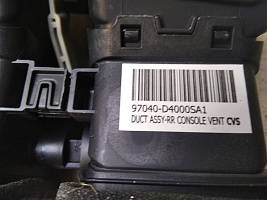 97040-D4000SA1
DUCT ASSY-RR CONSOLE VENT CVS